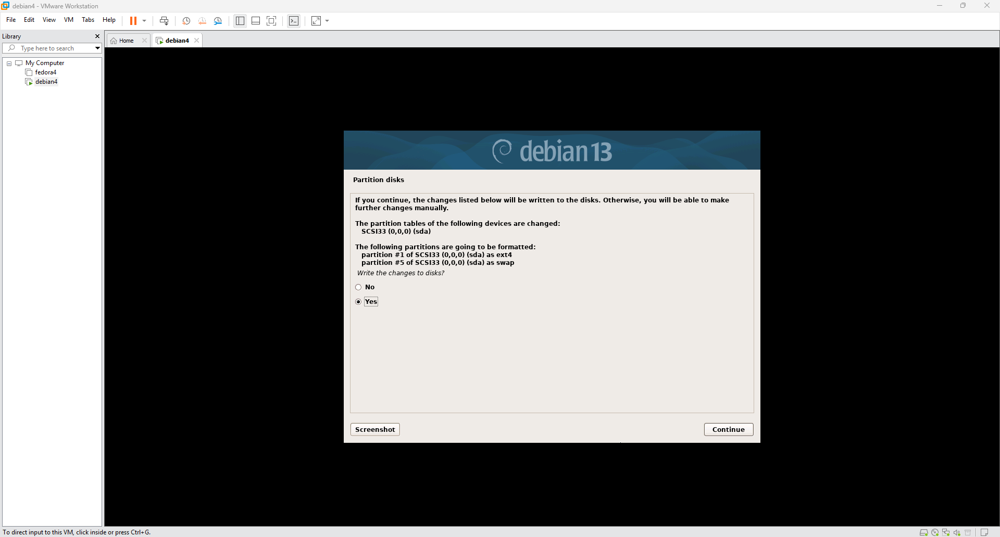 debian4 - VMware Workstation
File Edit View VM Tabs Help
Library
Type here to search
My Computer
fedora4
debian4
Home
debian4
debian 13
Partition disks
If you continue, the changes listed below will be written to the disks. Otherwise, you will be able to make
further changes manually.
The partition tables of the following devices are changed:
SCSI33 (0,0,0) (sda)
The following partitions are going to be formatted:
partition #1 of SCSI33 (0,0,0) (sda) as ext4
partition #5 of SCSI33 (0,0,0) (sda) as swap
Write the changes to disks?
No
Yes
Screenshot
Continue
To direct input to this VM, click inside or press Ctrl+G.